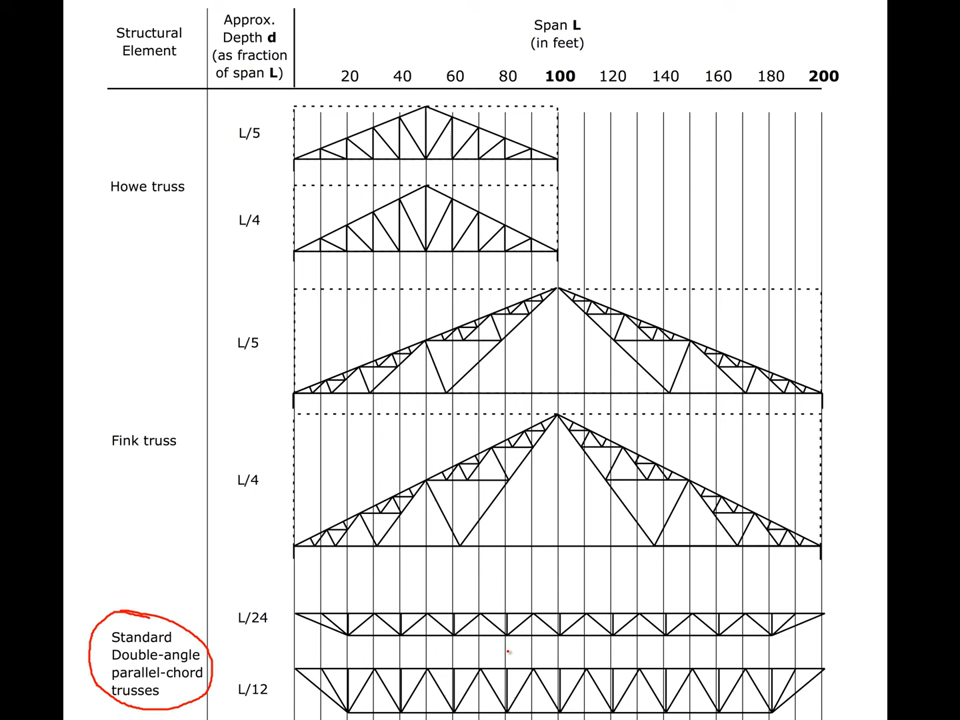 Structural
Element
Approx.
Depth d
(as fraction
of span L)
Span L
(in feet)
20 40 60 80 100 120 140 160 180 200
Howe truss
L/5
L/4
Fink truss
L/5
L/4
Standard
Double-angle
parallel-chord
trusses
L/24
L/12